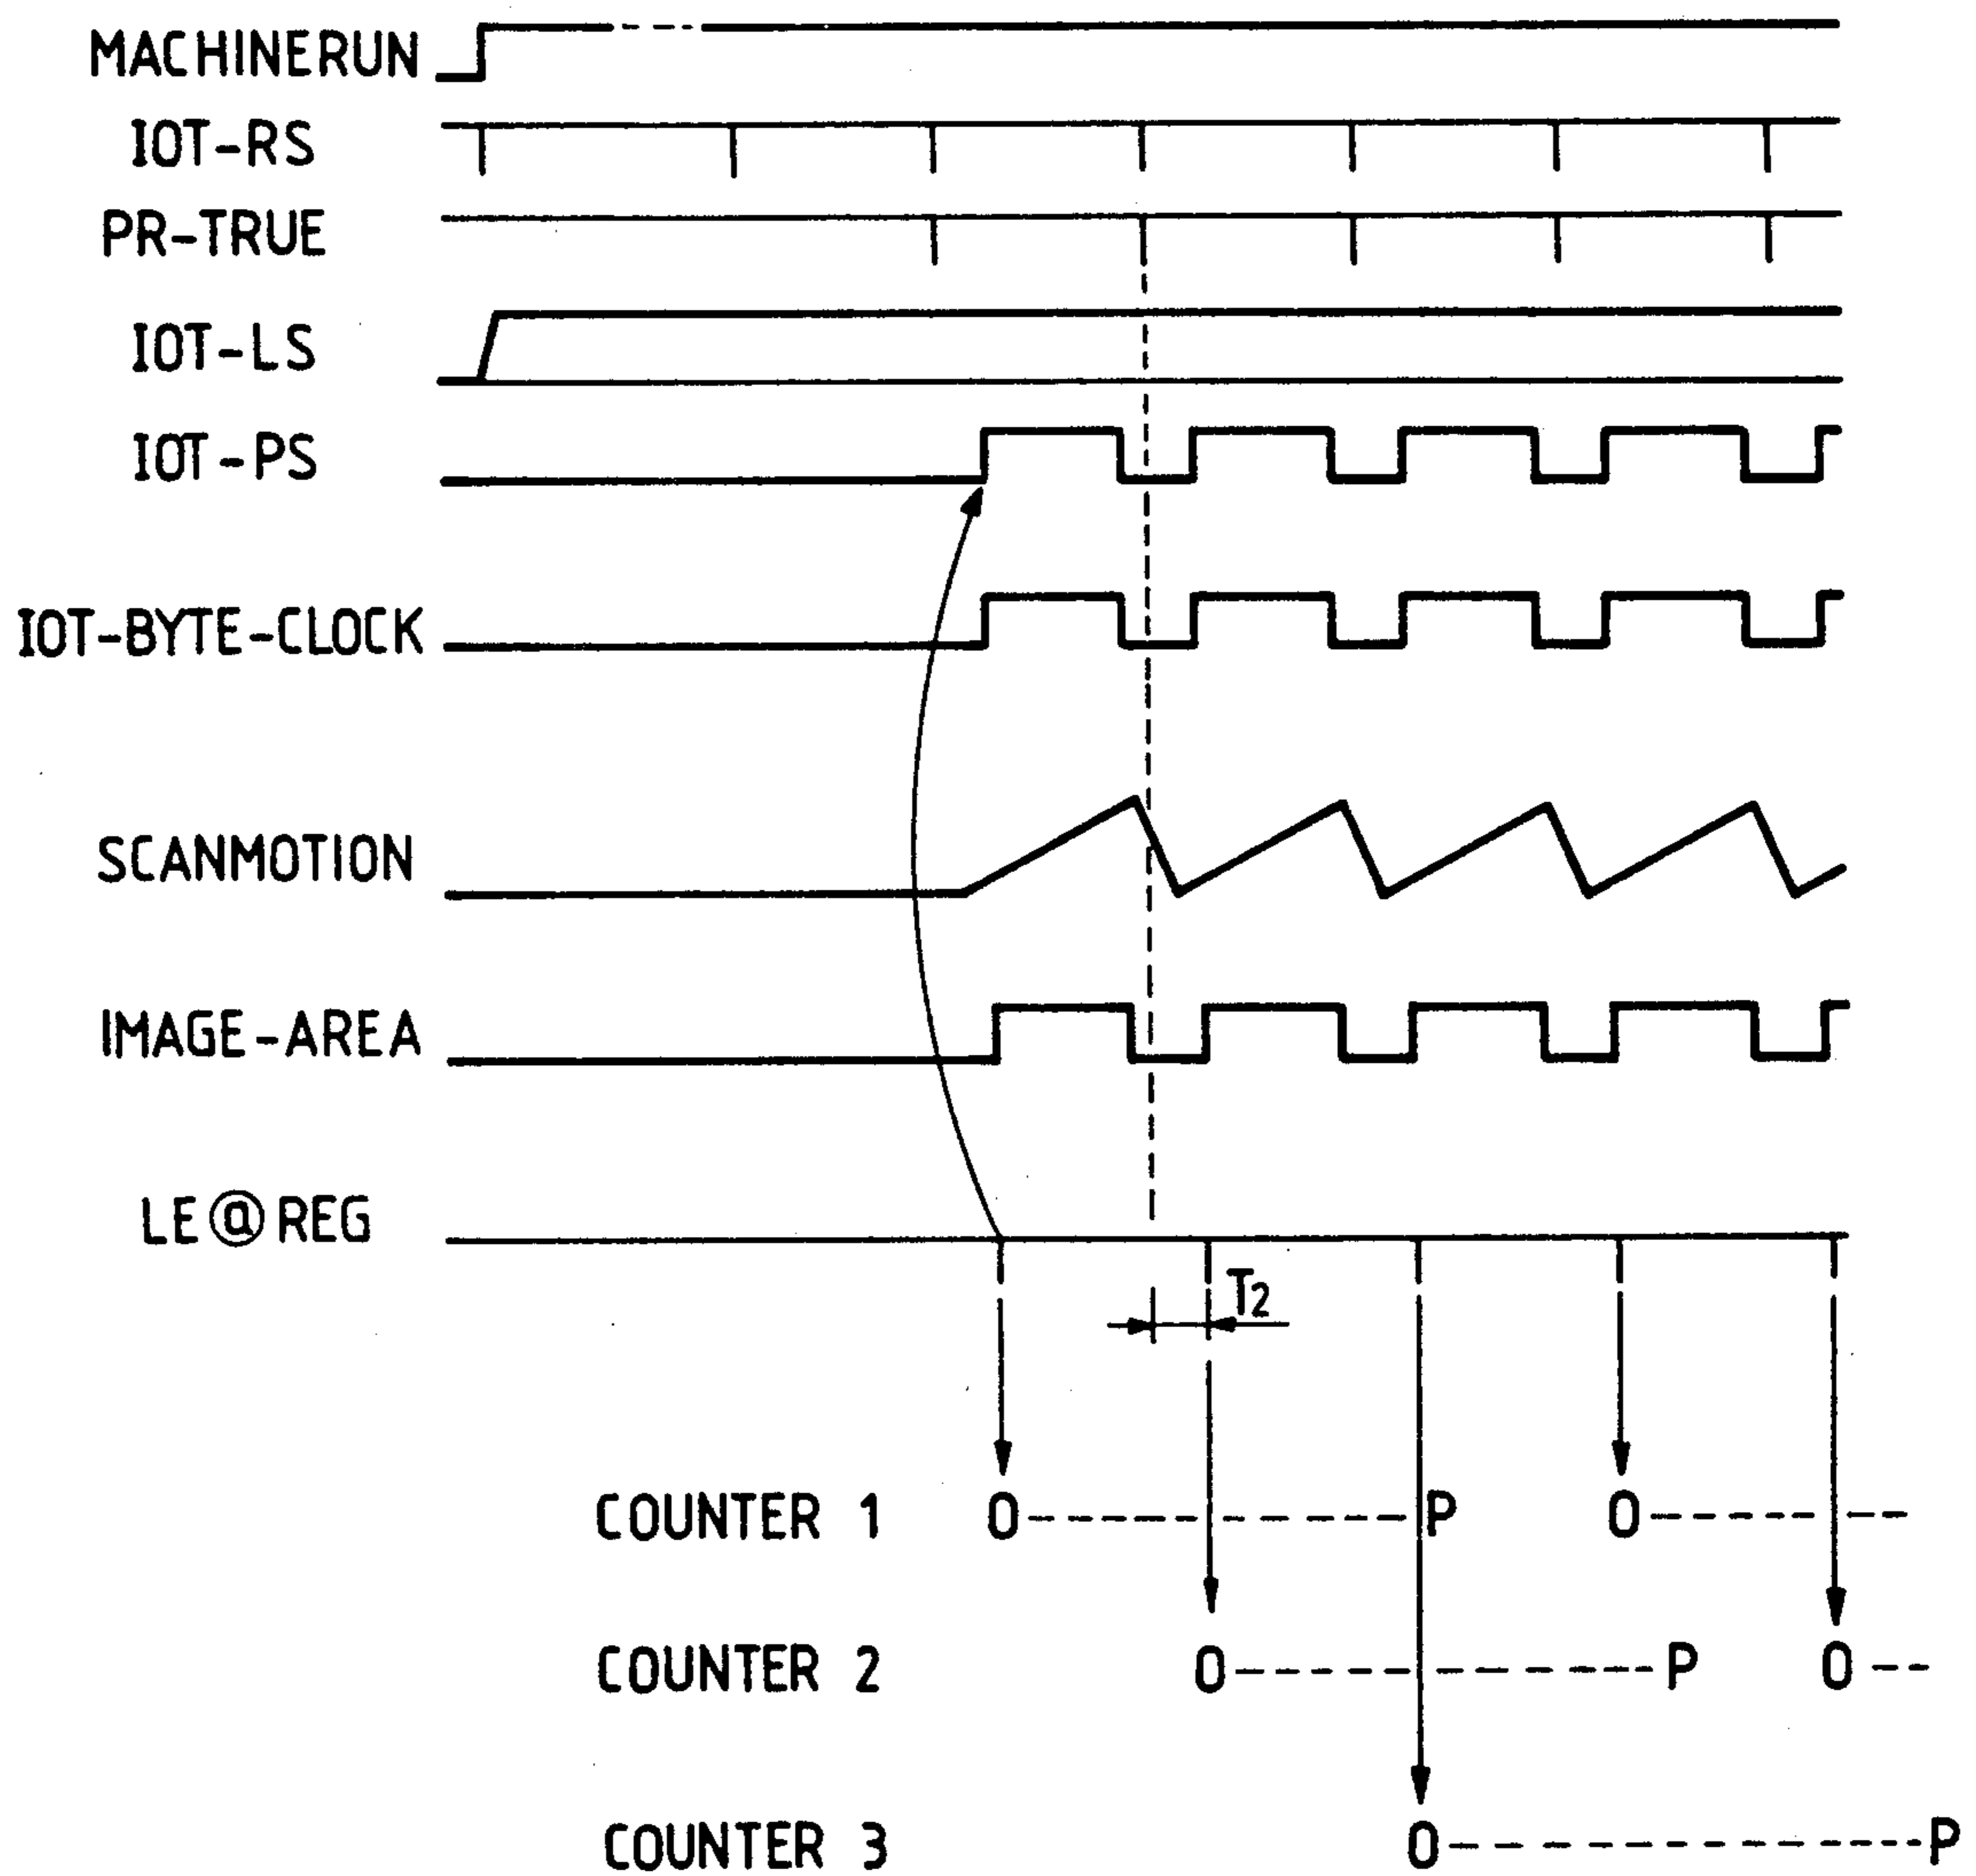 MACHINERUN
IOT-RS
PR-TRUE
IOT-LS
IOT-PS
IOT-BYTE-CLOCK
SCANMOTION
IMAGE-AREA
LE@REG
T2
COUNTER 1 0 P 0
COUNTER 2 0 P 0
COUNTER 3 0 P